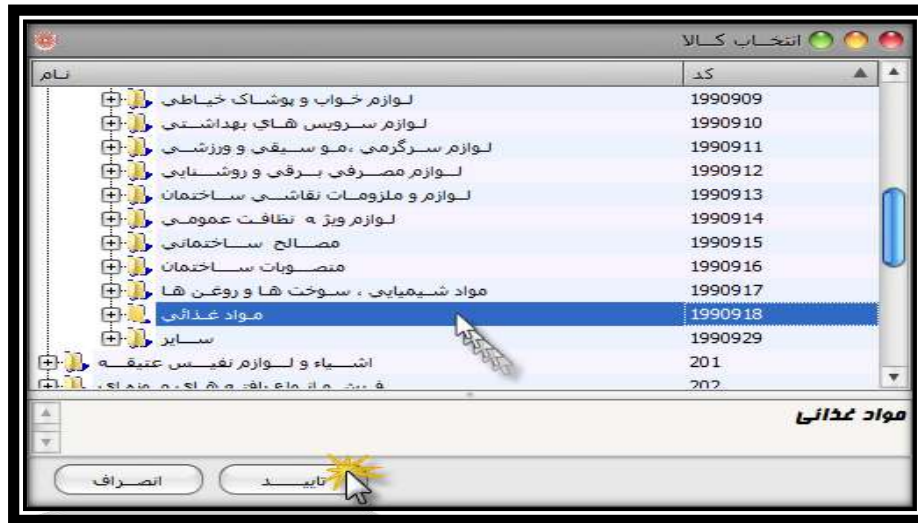 انتخاب کالا
کد نام
1990909 لوازم خواب و پوشاک خیاطی
1990910 لوازم سرویس های بهداشتی
1990911 لوازم سرگرمی ،مو سیقی و ورزشی
1990912 لوازم مصرفی برقی و روشنایی
1990913 لوازم و ملزومات نقاشی ساختمان
1990914 لوازم ویژ ه نظافت عمومی
1990915 مصالح ساختمانی
1990916 منصوبات ساختمان
1990917 مواد شیمیایی ، سوخت ها و روغن ها
1990918 مواد غذائی
1990929 سایر
201 اشیاء و لوازم نفیس عتیقه
202
مواد غذائی
تایید انصراف